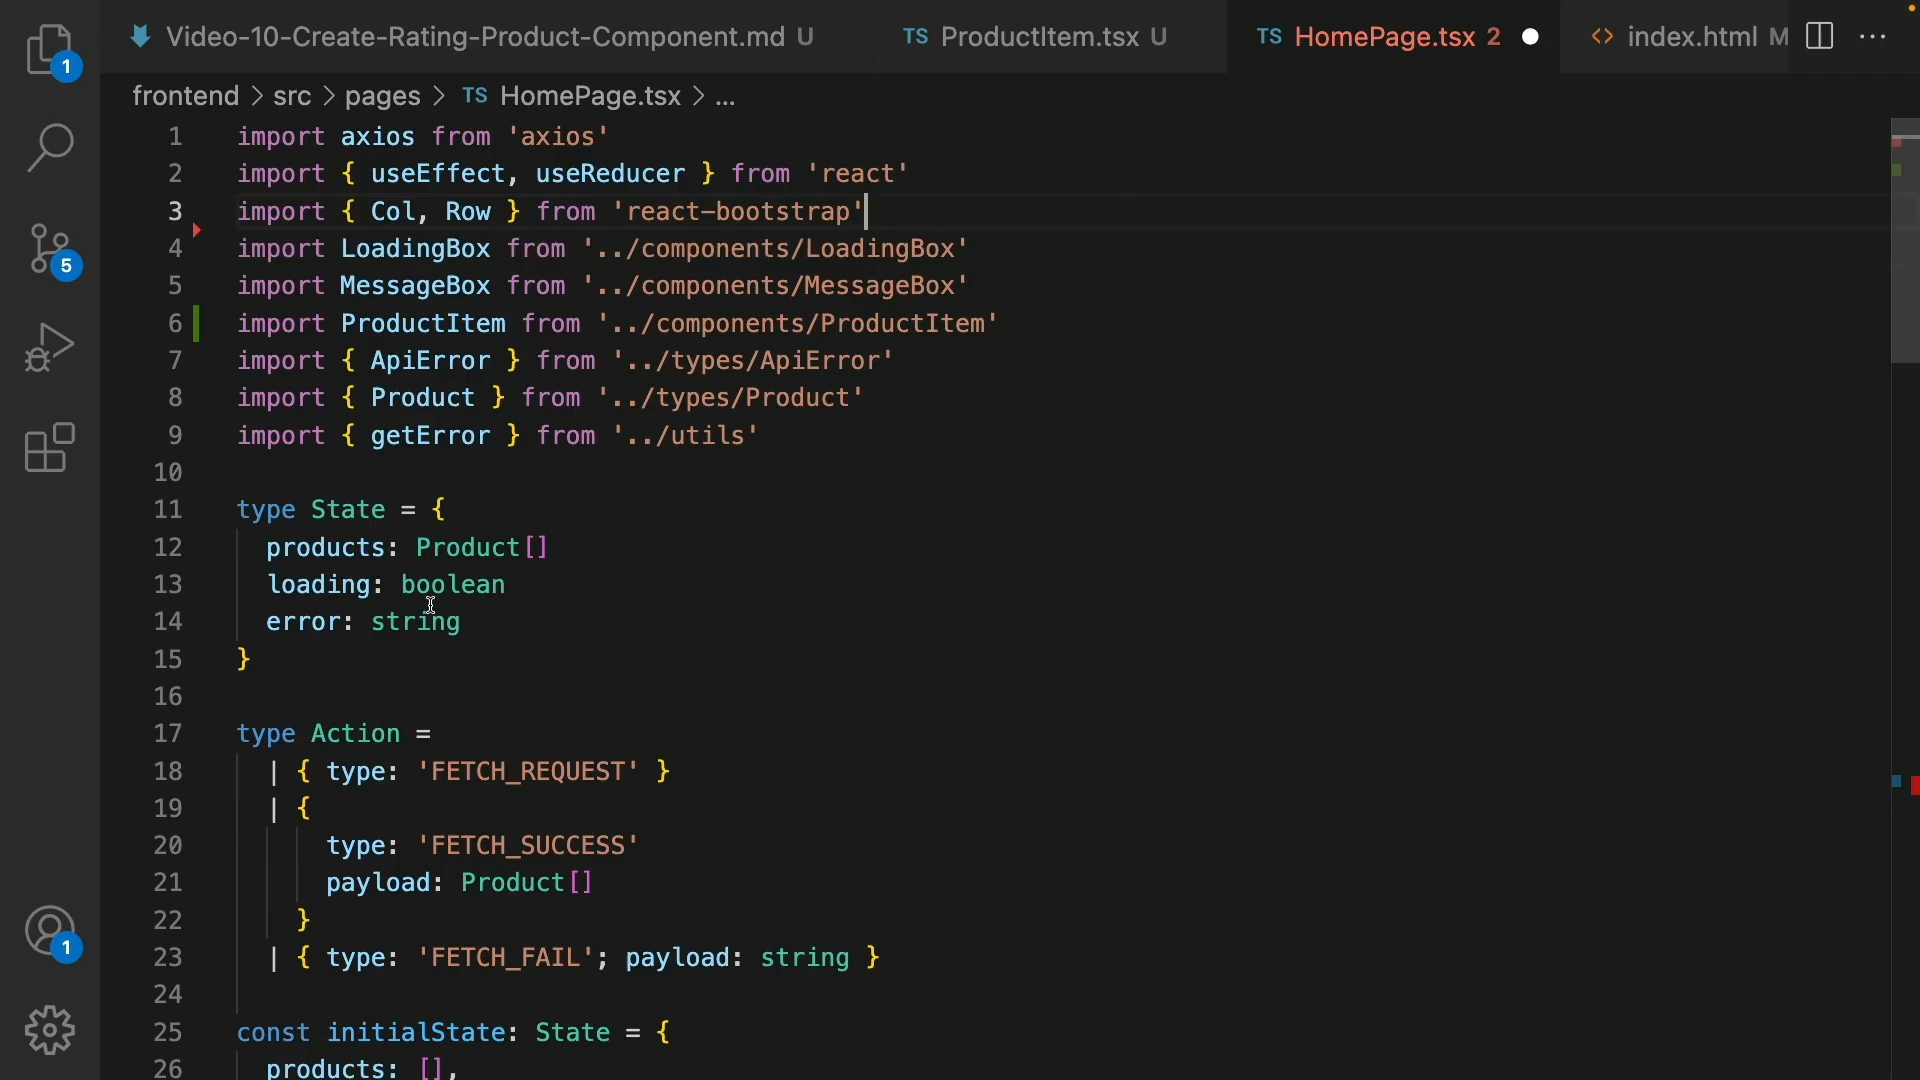 Video-10-Create-Rating-Product-Component.md U TS ProductItem.tsx U TS HomePage.tsx 2 index.html M
frontend > src > pages > TS HomePage.tsx > ...
1 import axios from 'axios'
2 import { useEffect, useReducer } from 'react'
3 import { Col, Row } from 'react-bootstrap'
4 import LoadingBox from '../components/LoadingBox'
5 import MessageBox from '../components/MessageBox'
6 import ProductItem from '../components/ProductItem'
7 import { ApiError } from '../types/ApiError'
8 import { Product } from '../types/Product'
9 import { getError } from '../utils'
10
11 type State = {
12 products: Product[]
13 loading: boolean
14 error: string
15 }
16
17 type Action =
18 | { type: 'FETCH_REQUEST' }
19 | {
20 type: 'FETCH_SUCCESS'
21 payload: Product[]
22 }
23 | { type: 'FETCH_FAIL'; payload: string }
24
25 const initialState: State = {
26 products: [],
1
5
1